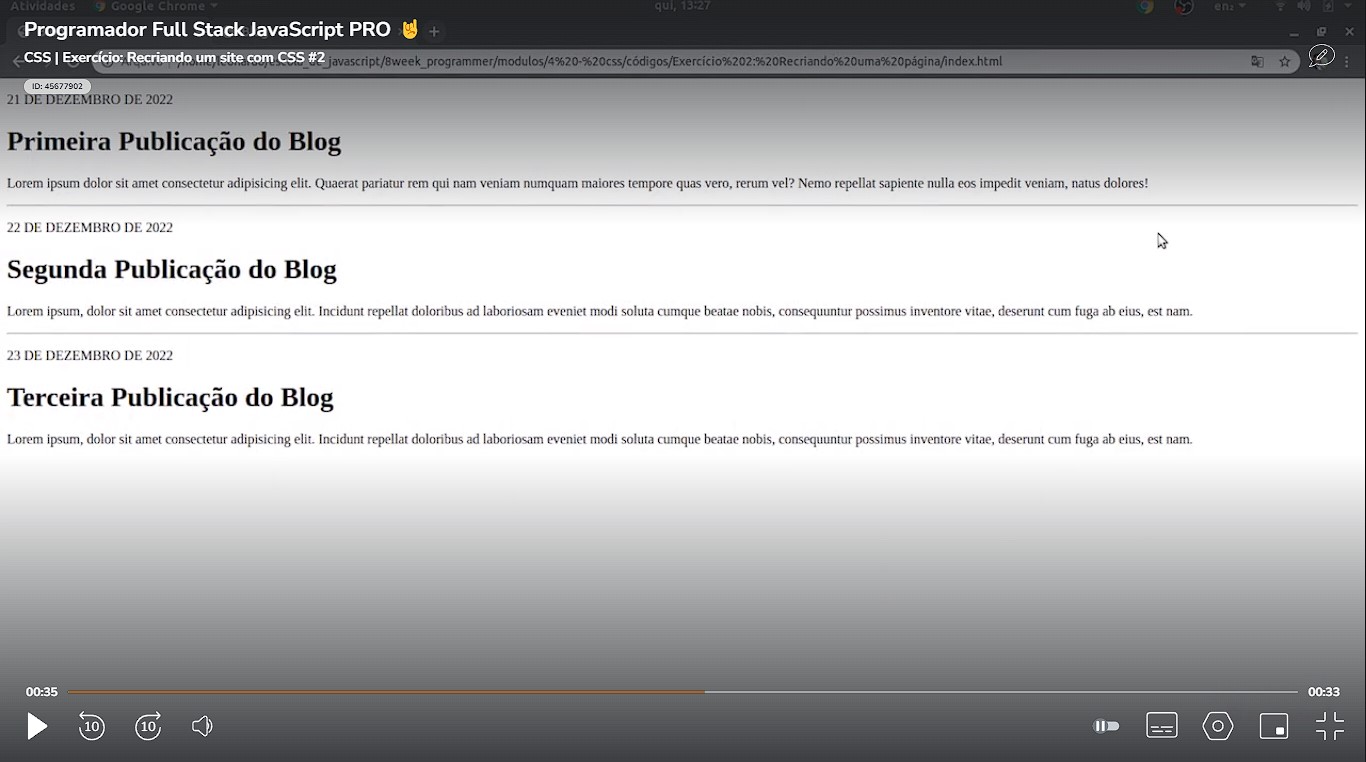 Atividades Google Chrome qui, 13:27 en₂
Programador Full Stack JavaScript PRO 🤘
CSS | Exercício: Recriando um site com CSS #2
javascript/8week_programmer/modulos/4%20-%20css/códigos/Exercício%202:%20Recriando%20uma%20página/index.html
ID: 45677902
21 DE DEZEMBRO DE 2022
Primeira Publicação do Blog
Lorem ipsum dolor sit amet consectetur adipisicing elit. Quaerat pariatur rem qui nam veniam numquam maiores tempore quas vero, rerum vel? Nemo repellat sapiente nulla eos impedit veniam, natus dolores!
22 DE DEZEMBRO DE 2022
Segunda Publicação do Blog
Lorem ipsum, dolor sit amet consectetur adipisicing elit. Incidunt repellat doloribus ad laboriosam eveniet modi soluta cumque beatae nobis, consequuntur possimus inventore vitae, deserunt cum fuga ab eius, est nam.
23 DE DEZEMBRO DE 2022
Terceira Publicação do Blog
Lorem ipsum, dolor sit amet consectetur adipisicing elit. Incidunt repellat doloribus ad laboriosam eveniet modi soluta cumque beatae nobis, consequuntur possimus inventore vitae, deserunt cum fuga ab eius, est nam.
00:35 00:33
10 10